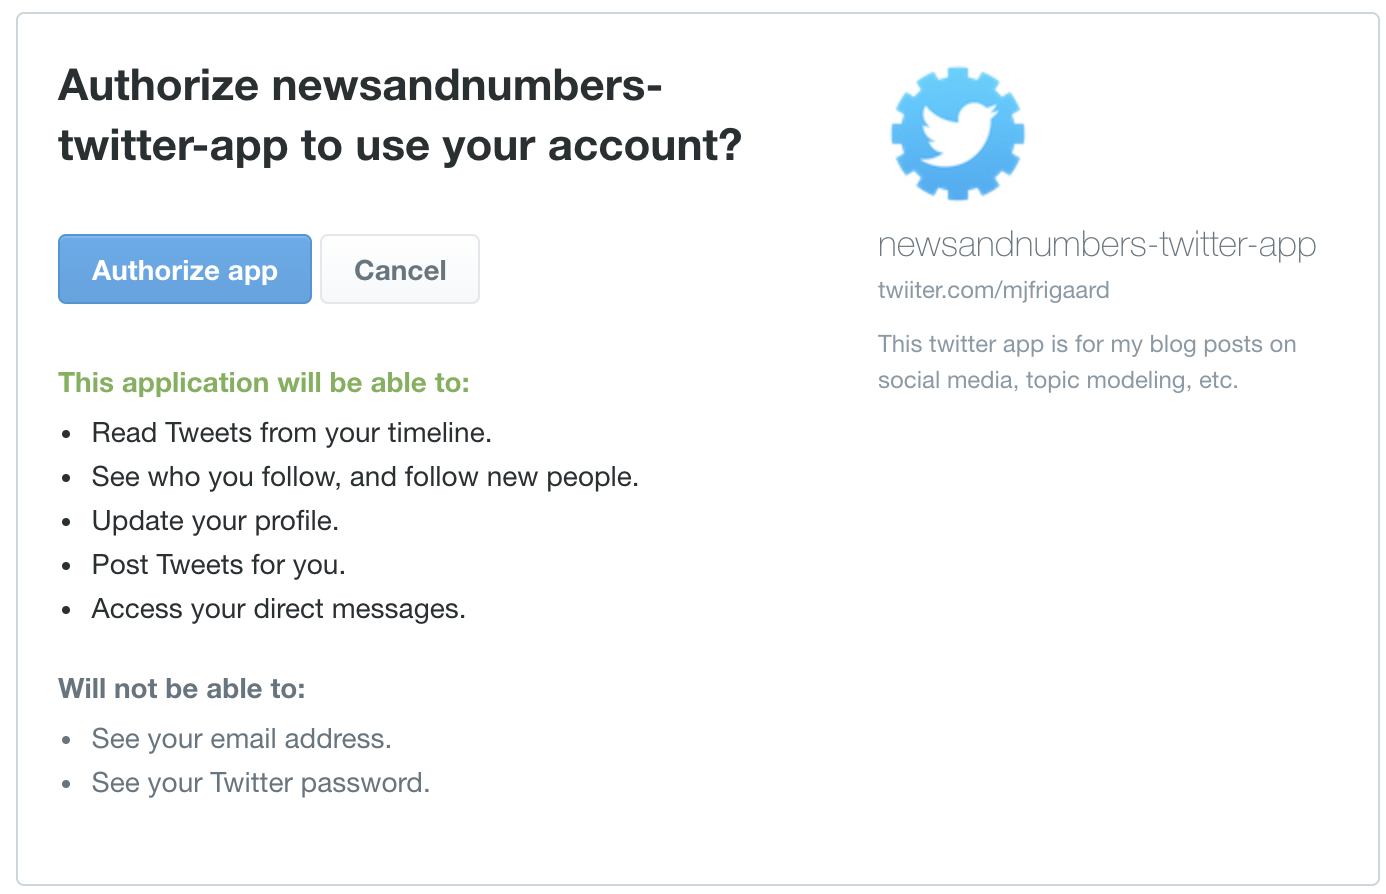 Authorize newsandnumbers-
twitter-app to use your account?
Authorize app
Cancel
This application will be able to:
• Read Tweets from your timeline.
• See who you follow, and follow new people.
• Update your profile.
• Post Tweets for you.
• Access your direct messages.
Will not be able to:
• See your email address.
• See your Twitter password.
newsandnumbers-twitter-app
twiiter.com/mjfrigaard
This twitter app is for my blog posts on
social media, topic modeling, etc.